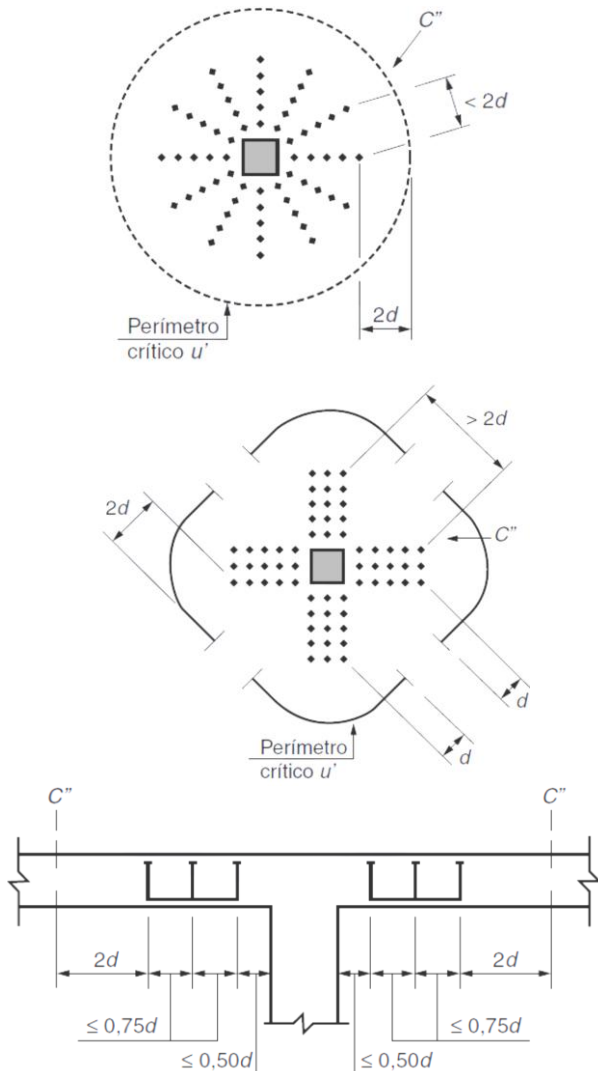 C”
< 2d
Perímetro
crítico u’
2d
> 2d
2d
C”
d
Perímetro
crítico u’
d
C”
C”
2d
2d
≤ 0,75d
≤ 0,75d
≤ 0,50d
≤ 0,50d